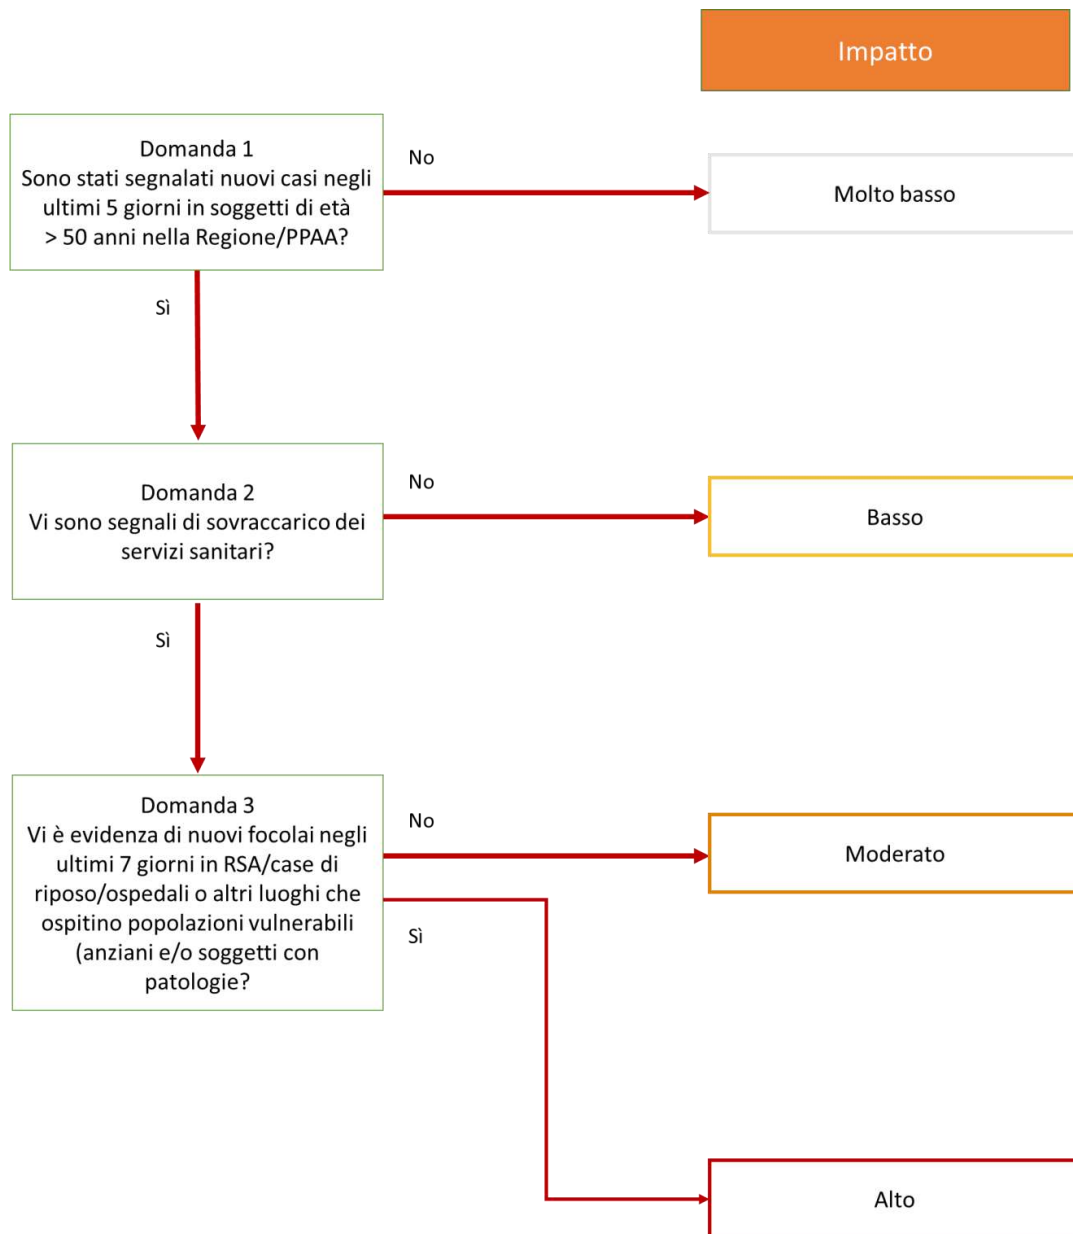 Impatto
Domanda 1
Sono stati segnalati nuovi casi negli
ultimi 5 giorni in soggetti di età
> 50 anni nella Regione/PPAA?
No
Molto basso
Sì
Domanda 2
Vi sono segnali di sovraccarico dei
servizi sanitari?
No
Basso
Sì
Domanda 3
Vi è evidenza di nuovi focolai negli
ultimi 7 giorni in RSA/case di
riposo/ospedali o altri luoghi che
ospitino popolazioni vulnerabili
(anziani e/o soggetti con
patologie?
No
Moderato
Sì
Alto